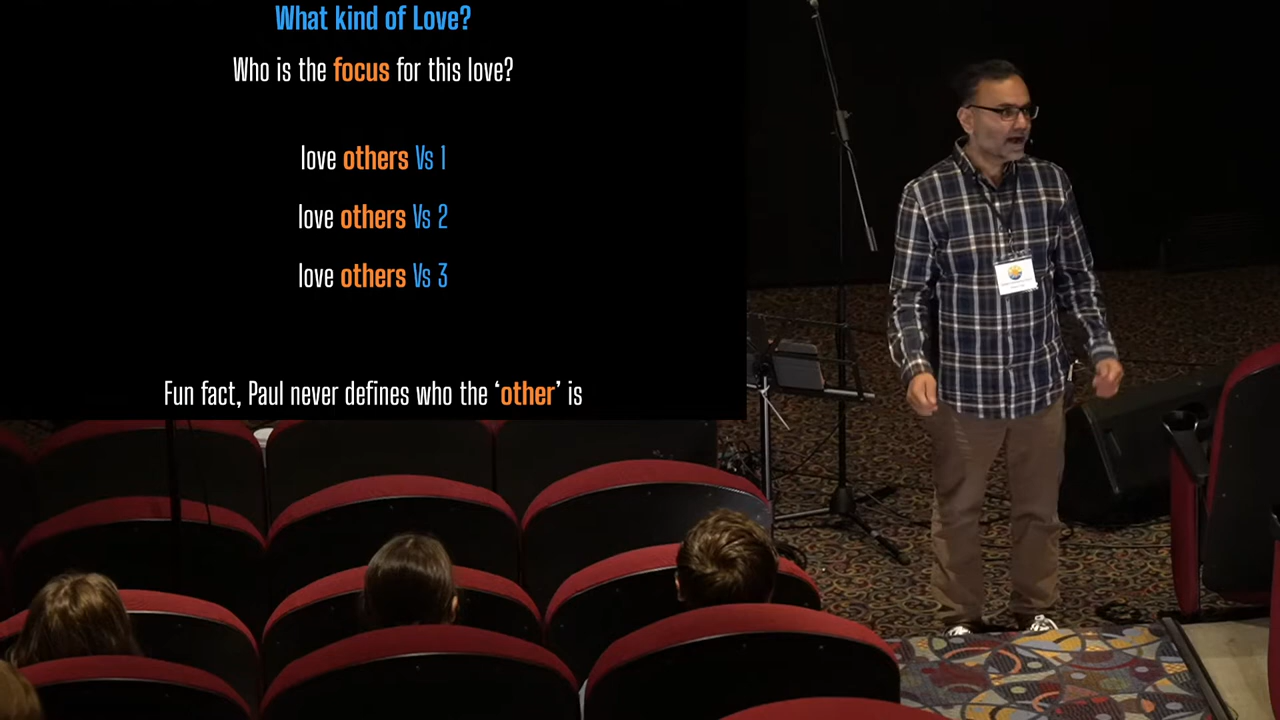 What kind of Love?
Who is the focus for this love?
love others Vs 1
love others Vs 2
love others Vs 3
Fun fact, Paul never defines who the ‘other’ is